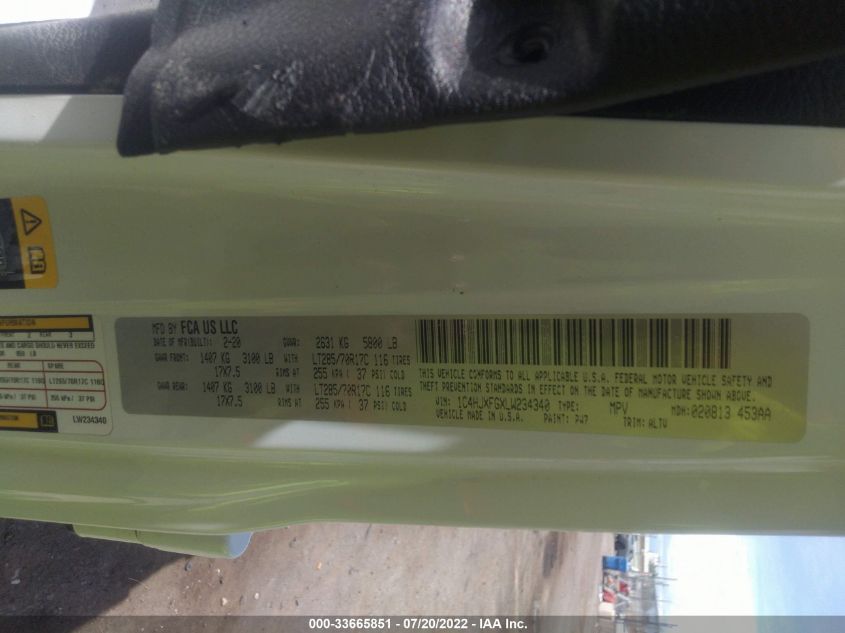 MFD BY FCA US LLC
DATE OF MFR(BUILT): 2-20 GVWR: 2631 KG 5800 LB
GAWR FRONT: 1407 KG 3100 LB WITH LT285/70R17C 116 TIRES
17X7.5 RIMS AT 255 KPA( 37 PSI) COLD
GAWR REAR: 1407 KG 3100 LB WITH LT285/70R17C 116 TIRES
17X7.5 RIMS AT 255 KPA( 37 PSI) COLD
THIS VEHICLE CONFORMS TO ALL APPLICABLE U.S.A. FEDERAL MOTOR VEHICLE SAFETY AND
THEFT PREVENTION STANDARDS IN EFFECT ON THE DATE OF MANUFACTURE SHOWN ABOVE.
VIN: 1C4HJXFGXLW234340 TYPE: MPV MDH: 020813 453AA
VEHICLE MADE IN U.S.A. PAINT: PW7 TRIM: ALTU
REAR SPARE
LW234340
000-33665851 / 07/20/2022 - IAA Inc.